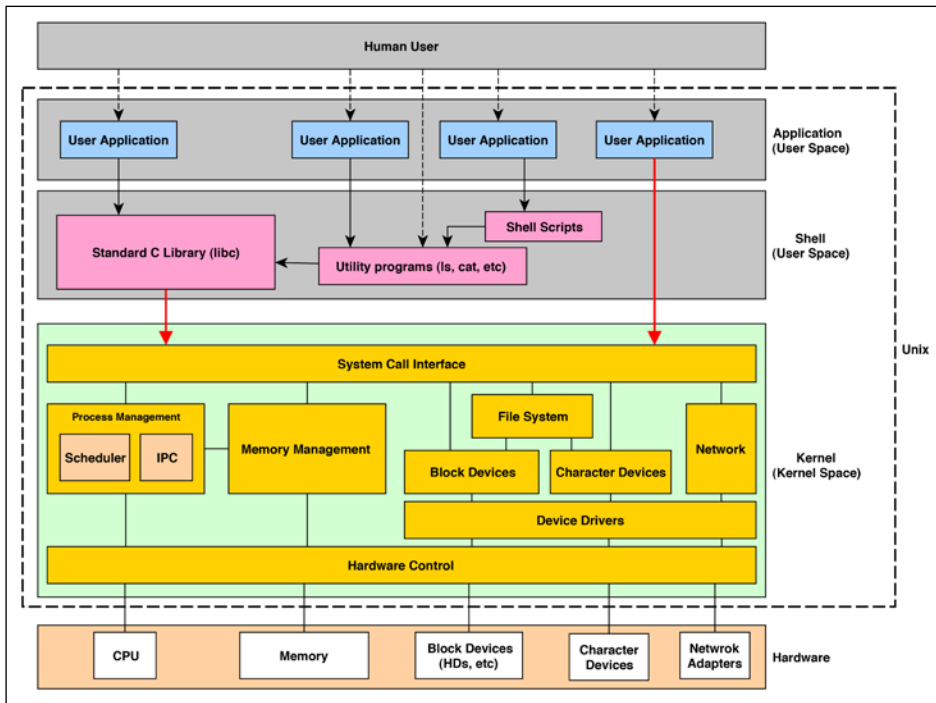 Human User
User Application
User Application
User Application
User Application
Application
(User Space)
Standard C Library (libc)
Utility programs (ls, cat, etc)
Shell Scripts
Shell
(User Space)
System Call Interface
Process Management
Scheduler
IPC
Memory Management
File System
Block Devices
Character Devices
Network
Device Drivers
Hardware Control
Kernel
(Kernel Space)
Unix
CPU
Memory
Block Devices
(HDs, etc)
Character
Devices
Netwrok
Adapters
Hardware